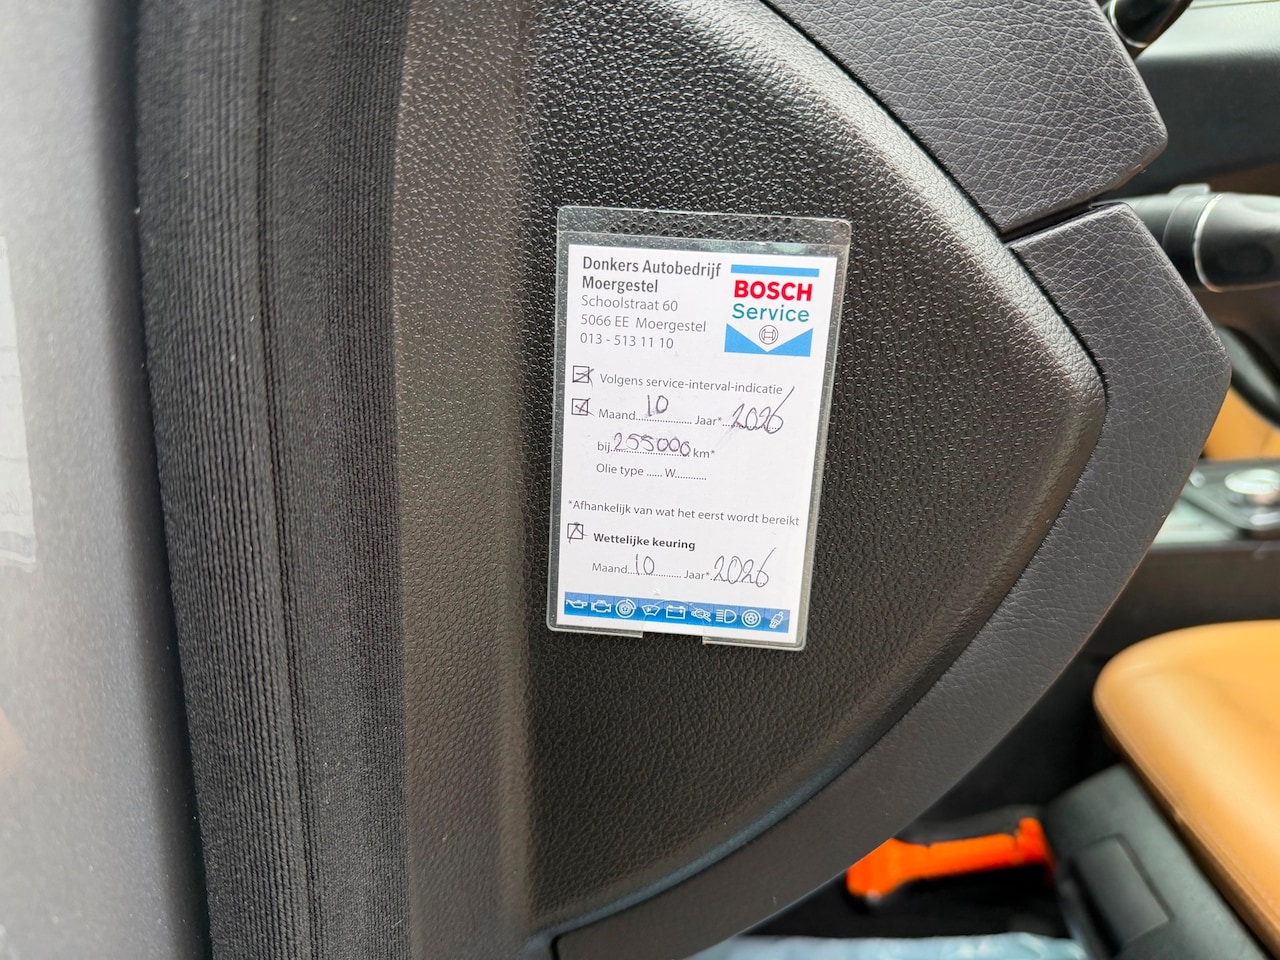 Donkers Autobedrijf
Moergestel
Schoolstraat 60
5066 EE Moergestel
013 - 513 11 10
BOSCH
Service
Volgens service-interval-indicatie
Maand 10 Jaar* 2026
bij 255000 km*
Olie type ...... W............
*Afhankelijk van wat het eerst wordt bereikt
Wettelijke keuring
Maand 10 Jaar* 2026